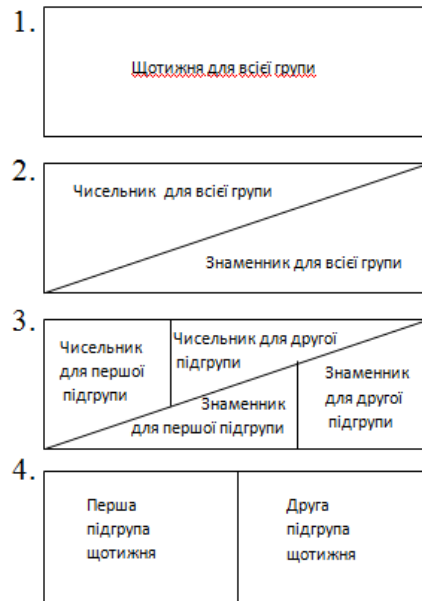 1.
Щотижня для всієї групи
2.
Чисельник для всієї групи
Знаменник для всієї групи
3.
Чисельник
для першої
підгрупи
Чисельник для другої
підгрупи
Знаменник
для першої підгрупи
Знаменник
для другої
підгрупи
4.
Перша
підгрупа
щотижня
Друга
підгрупа
щотижня